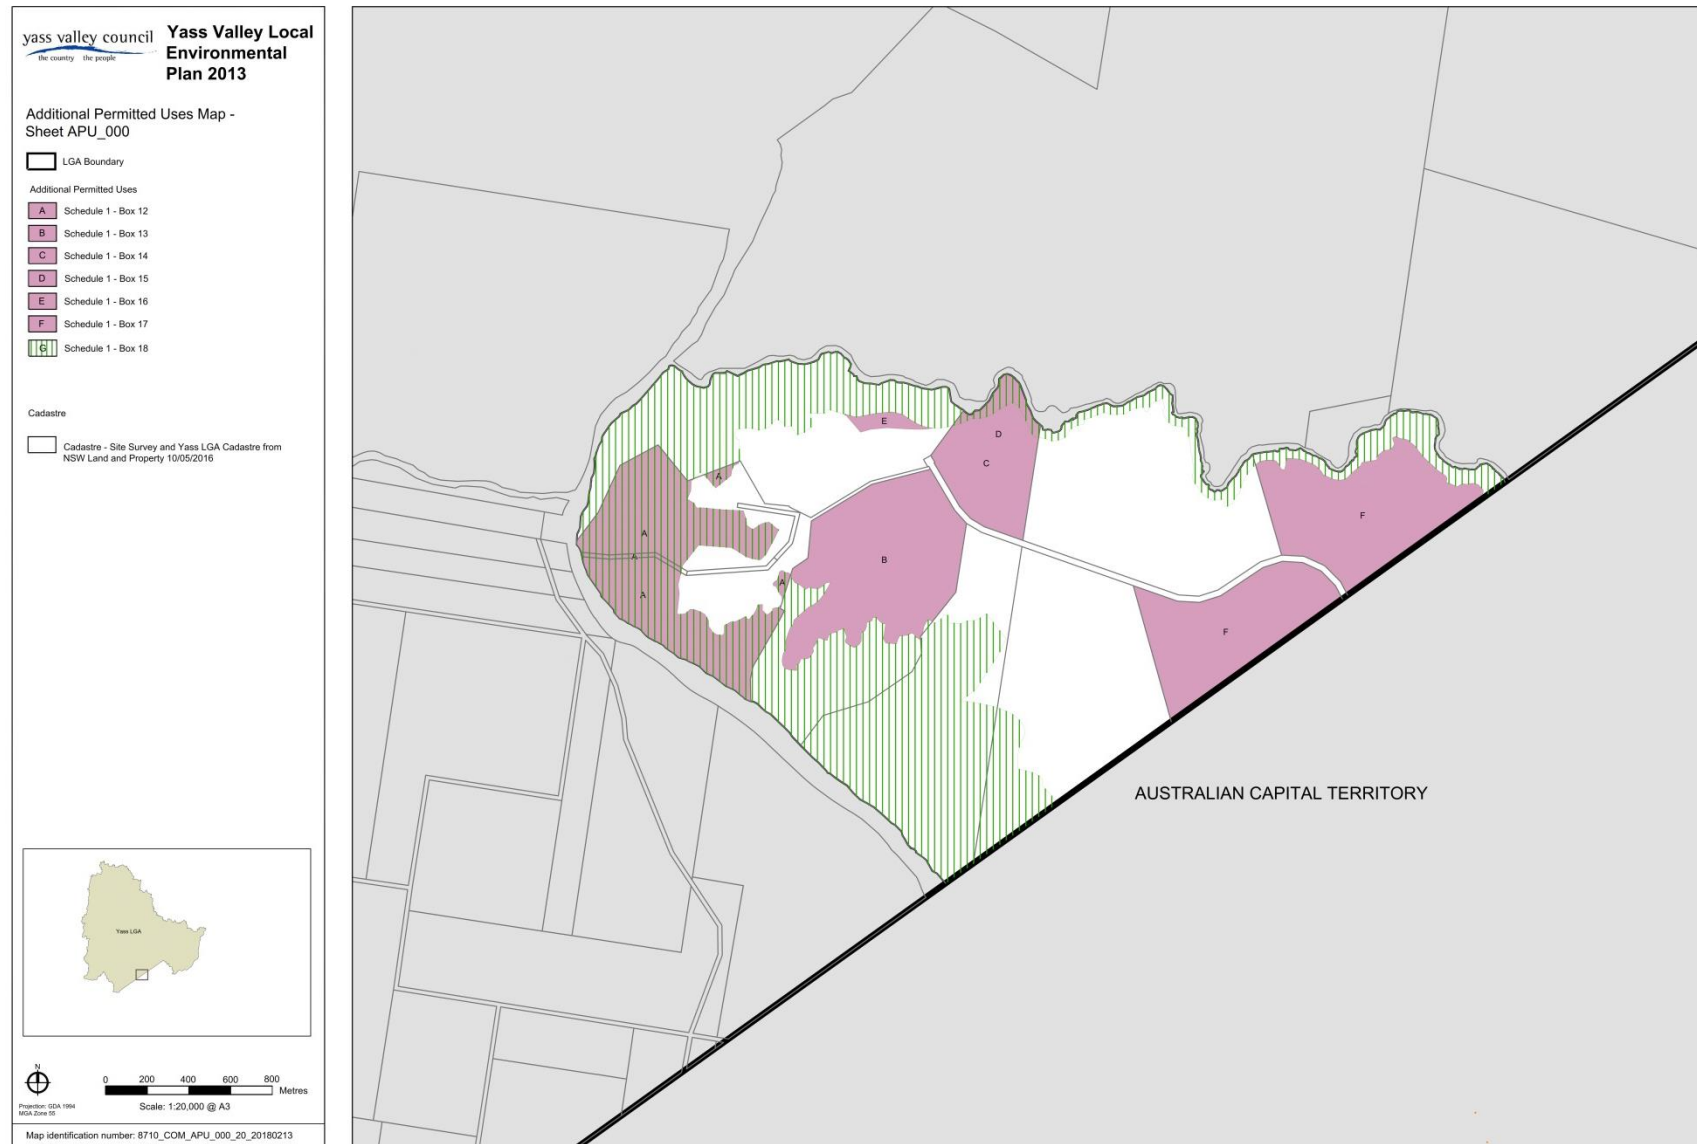 yass valley council
the country the people
Yass Valley Local
Environmental
Plan 2013
Additional Permitted Uses Map -
Sheet APU_000
LGA Boundary
Additional Permitted Uses
A Schedule 1 - Box 12
B Schedule 1 - Box 13
C Schedule 1 - Box 14
D Schedule 1 - Box 15
E Schedule 1 - Box 16
F Schedule 1 - Box 17
G Schedule 1 - Box 18
Cadastre
Cadastre - Site Survey and Yass LGA Cadastre from
NSW Land and Property 10/05/2016
Yass LGA
N
0 200 400 600 800
Metres
Projection: GDA 1994
MGA Zone 55
Scale: 1:20,000 @ A3
Map identification number: 8710_COM_APU_000_20_20180213
E
D
C
A
F
A
A
B
A
A
F
AUSTRALIAN CAPITAL TERRITORY